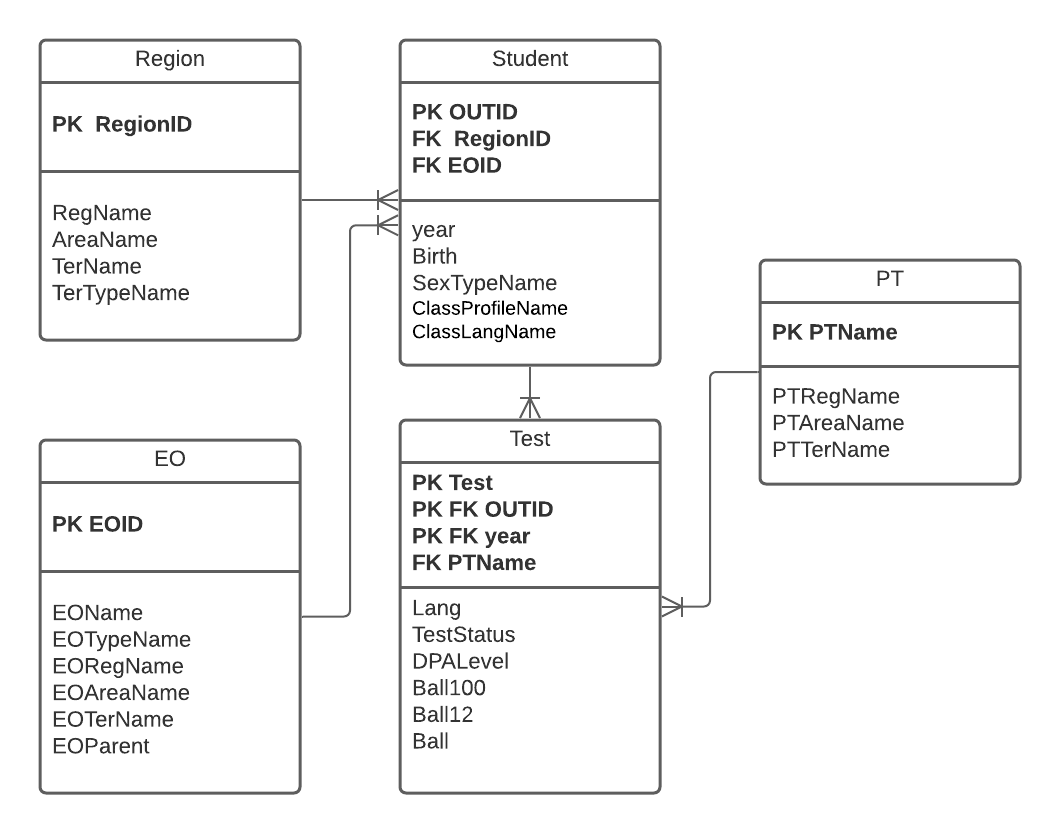 Region
PK  RegionID
RegName
AreaName
TerName
TerTypeName
Student
PK OUTID
FK  RegionID
FK EOID
year
Birth
SexTypeName
ClassProfileName
ClassLangName
PT
PK PTName
PTRegName
PTAreaName
PTTerName
EO
PK EOID
EOName
EOTypeName
EORegName
EOAreaName
EOTerName
EOParent
Test
PK Test
PK FK OUTID
PK FK year
FK PTName
Lang
TestStatus
DPALevel
Ball100
Ball12
Ball